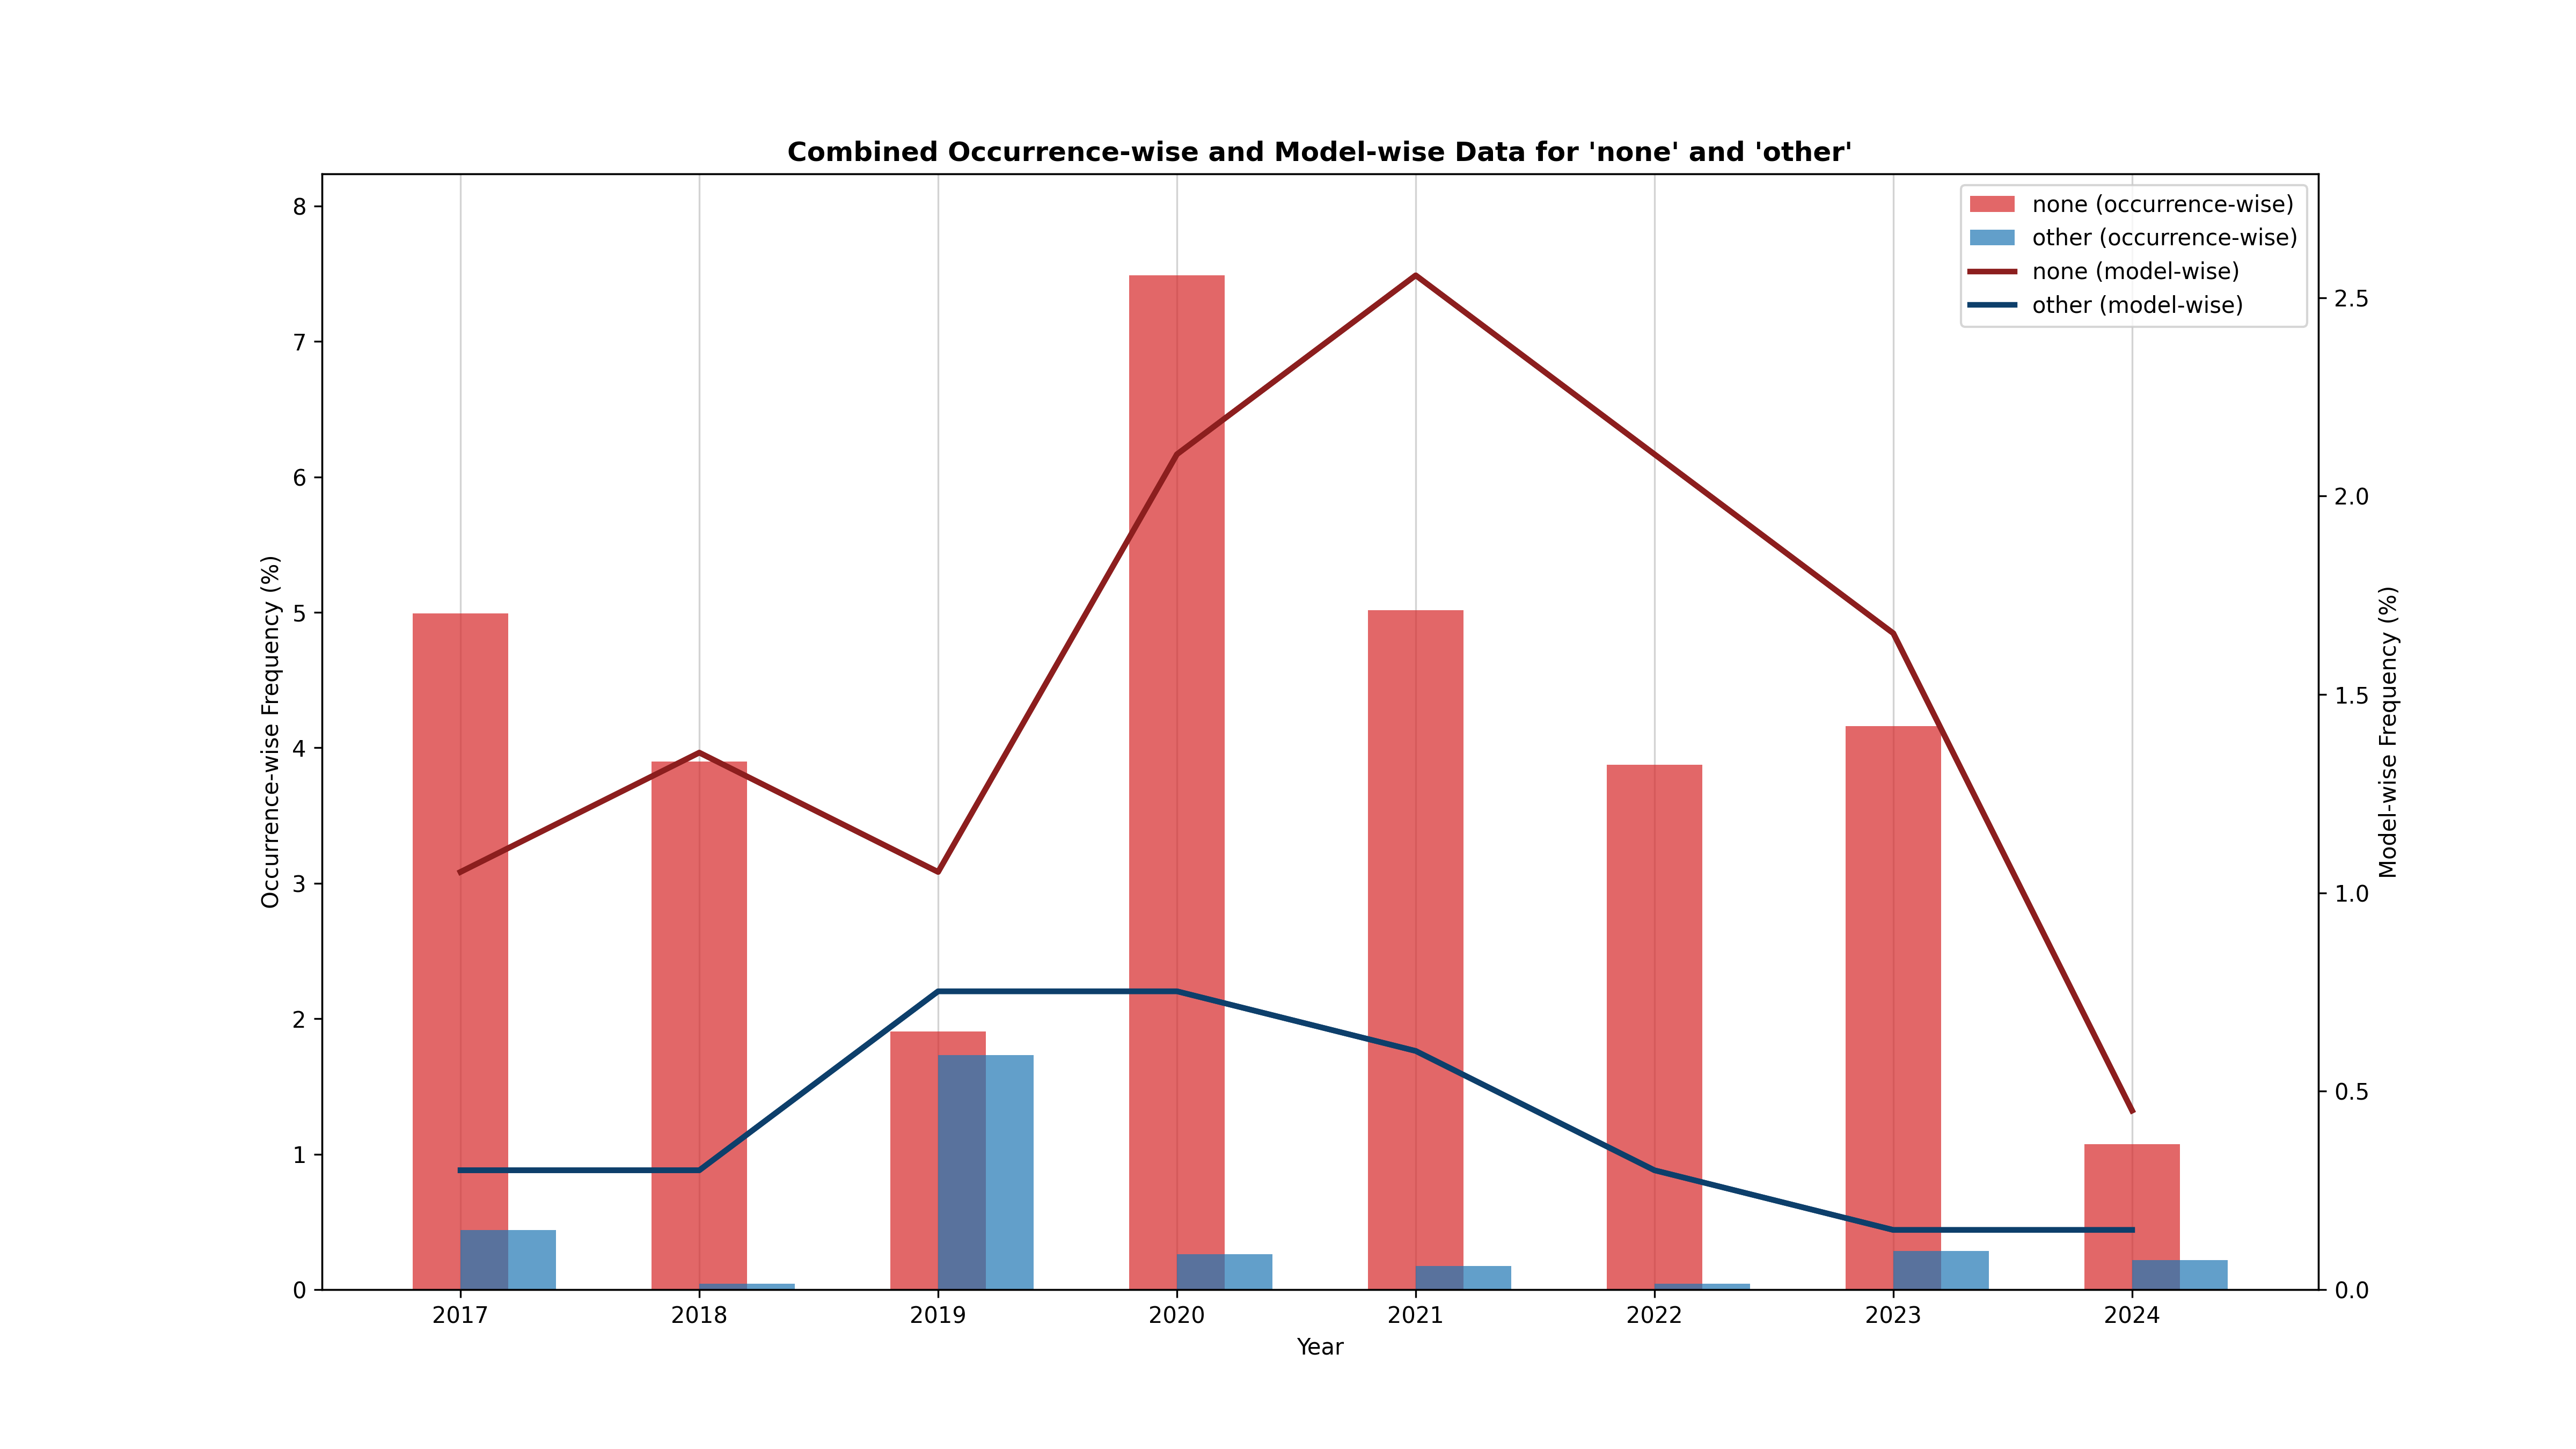 Combined Occurrence-wise and Model-wise Data for 'none' and 'other'
none (occurrence-wise)
other (occurrence-wise)
none (model-wise)
other (model-wise)
Occurrence-wise Frequency (%)
8
7
6
5
4
3
2
1
0
Model-wise Frequency (%)
2.5
2.0
1.5
1.0
0.5
0.0
2017 2018 2019 2020 2021 2022 2023 2024
Year